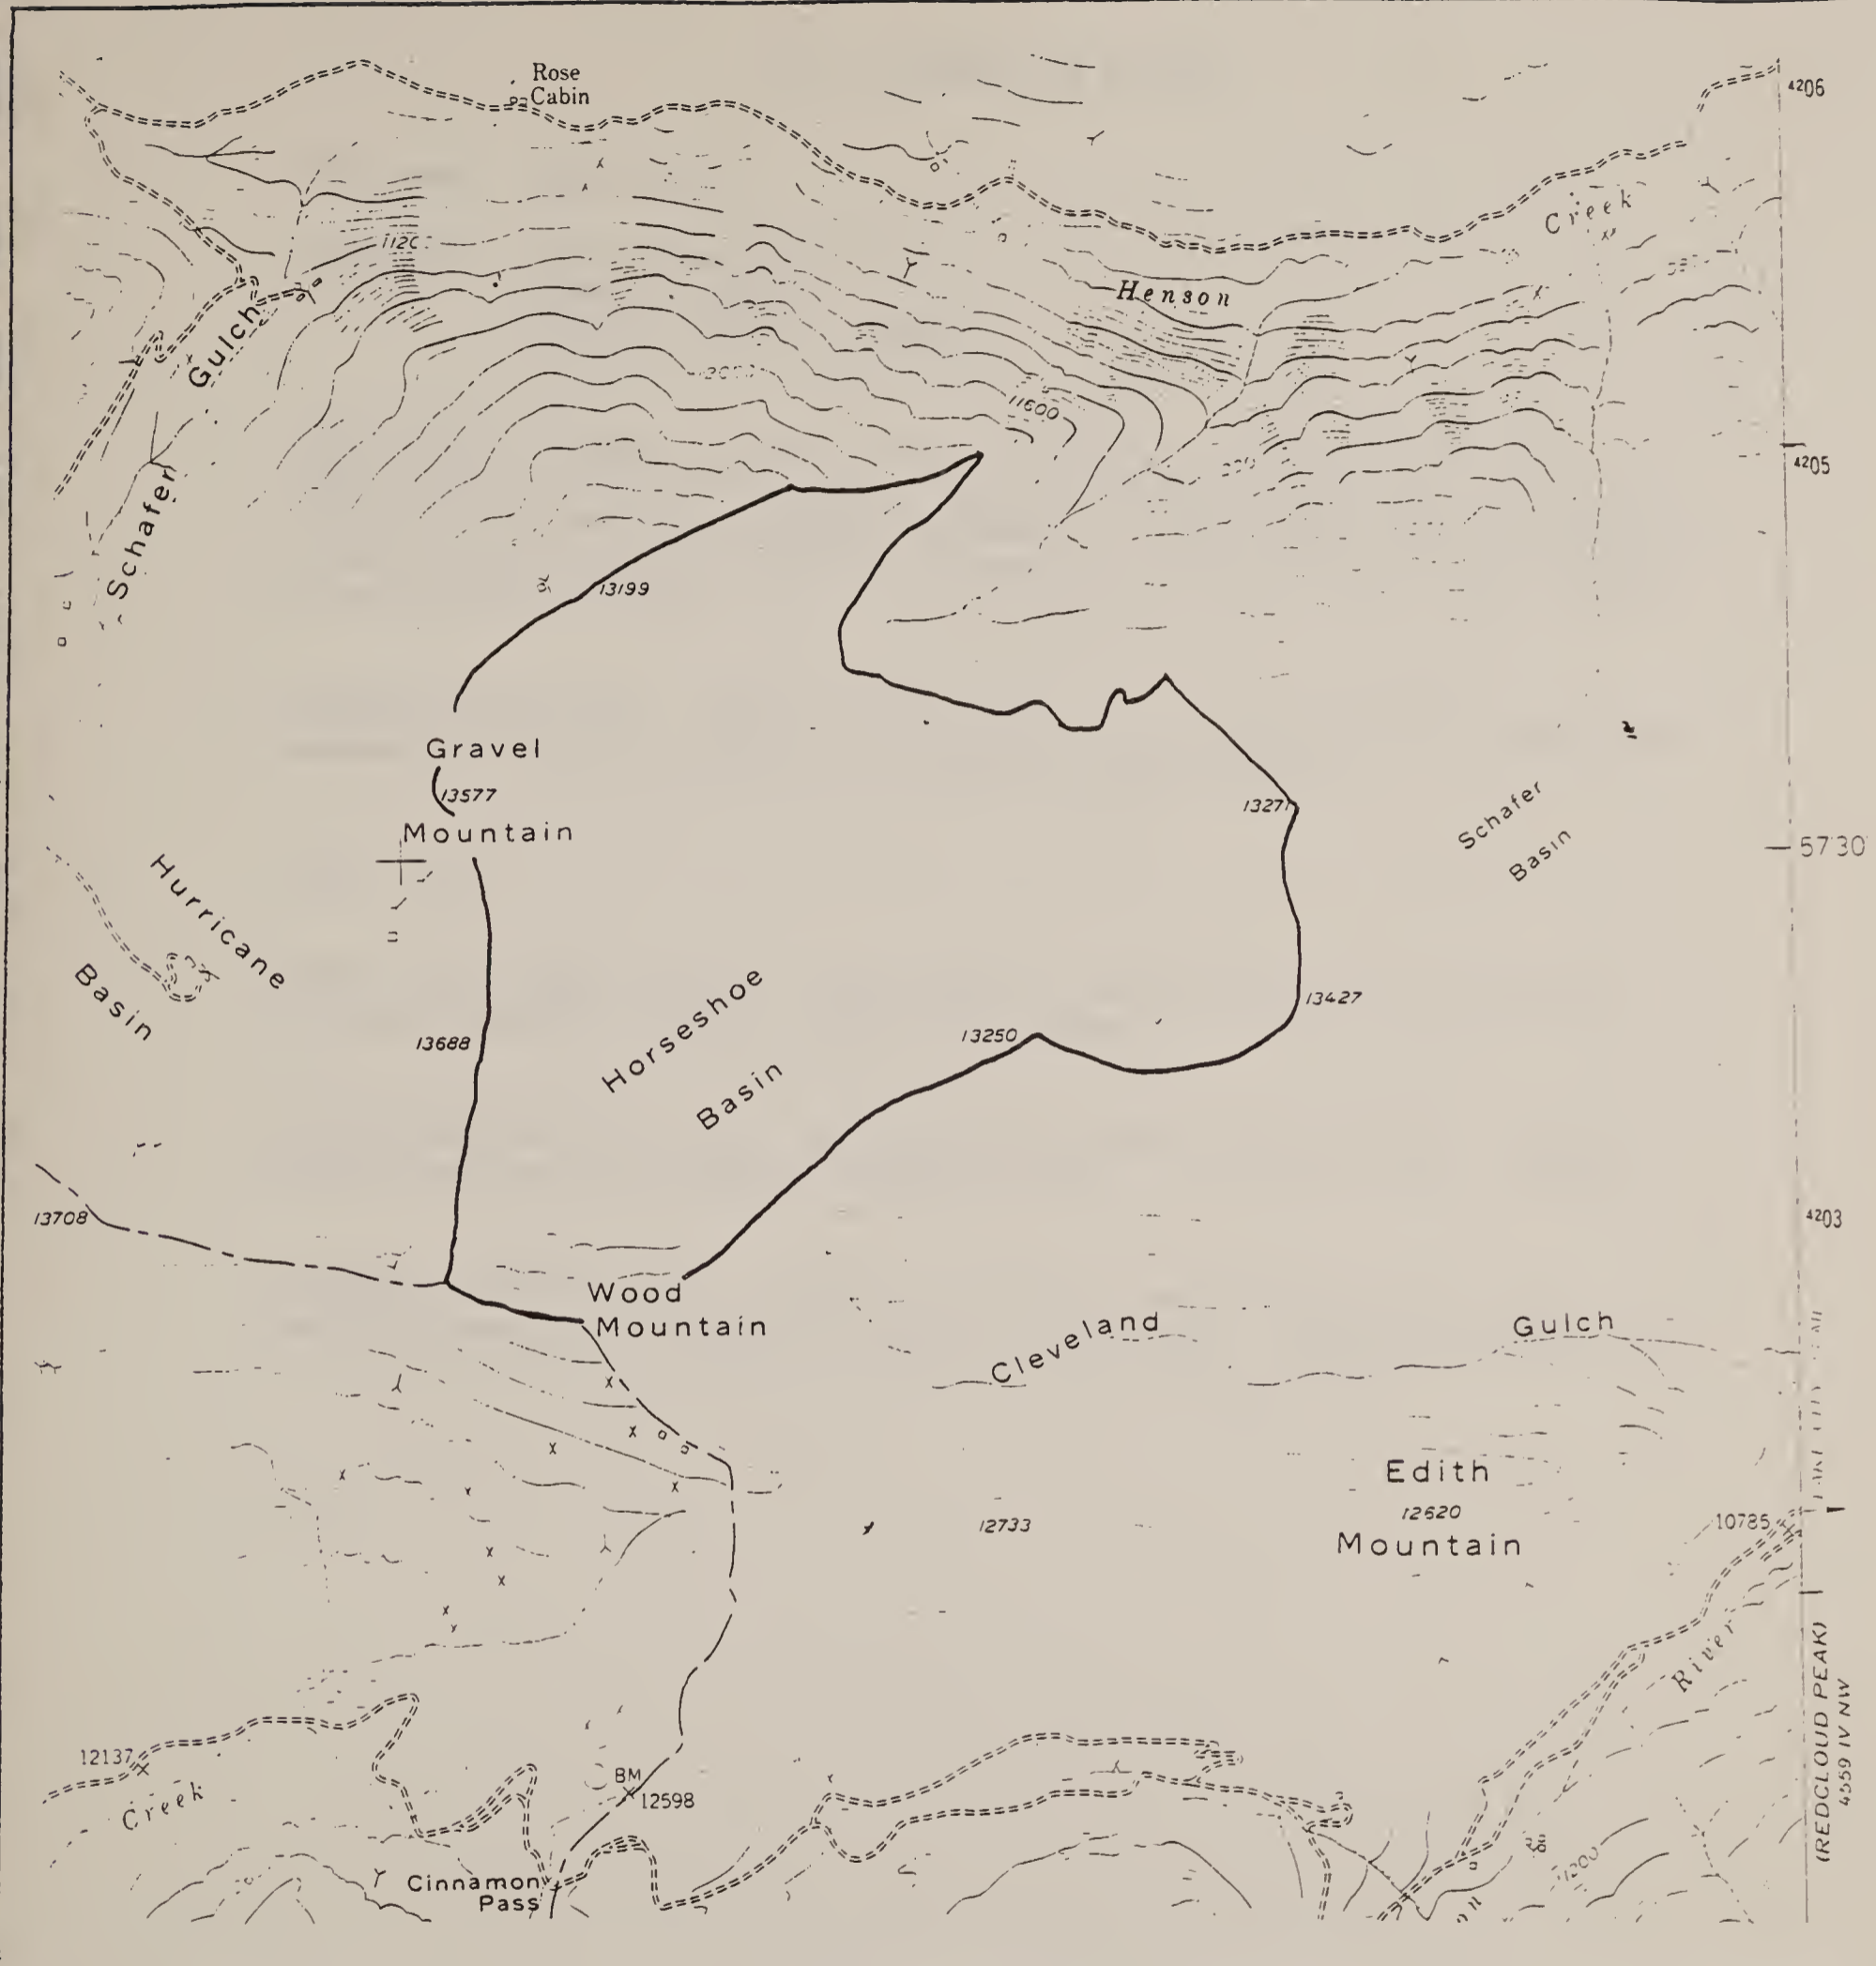 Rose
Cabin
4206
Creek
Henson
11600
4205
Gulch
Schafer
13199
Gravel
13577
Mountain
13271
Schafer
Basin
57'30
Hurricane
Basin
13427
13250
13688
Horseshoe
Basin
13708
4203
Wood
Mountain
Cleveland
Gulch
Edith
12620
Mountain
12733
10785
River
(REDCLOUD PEAK)
4559 IV NW
12137
Creek
BM
12598
Cinnamon
Pass